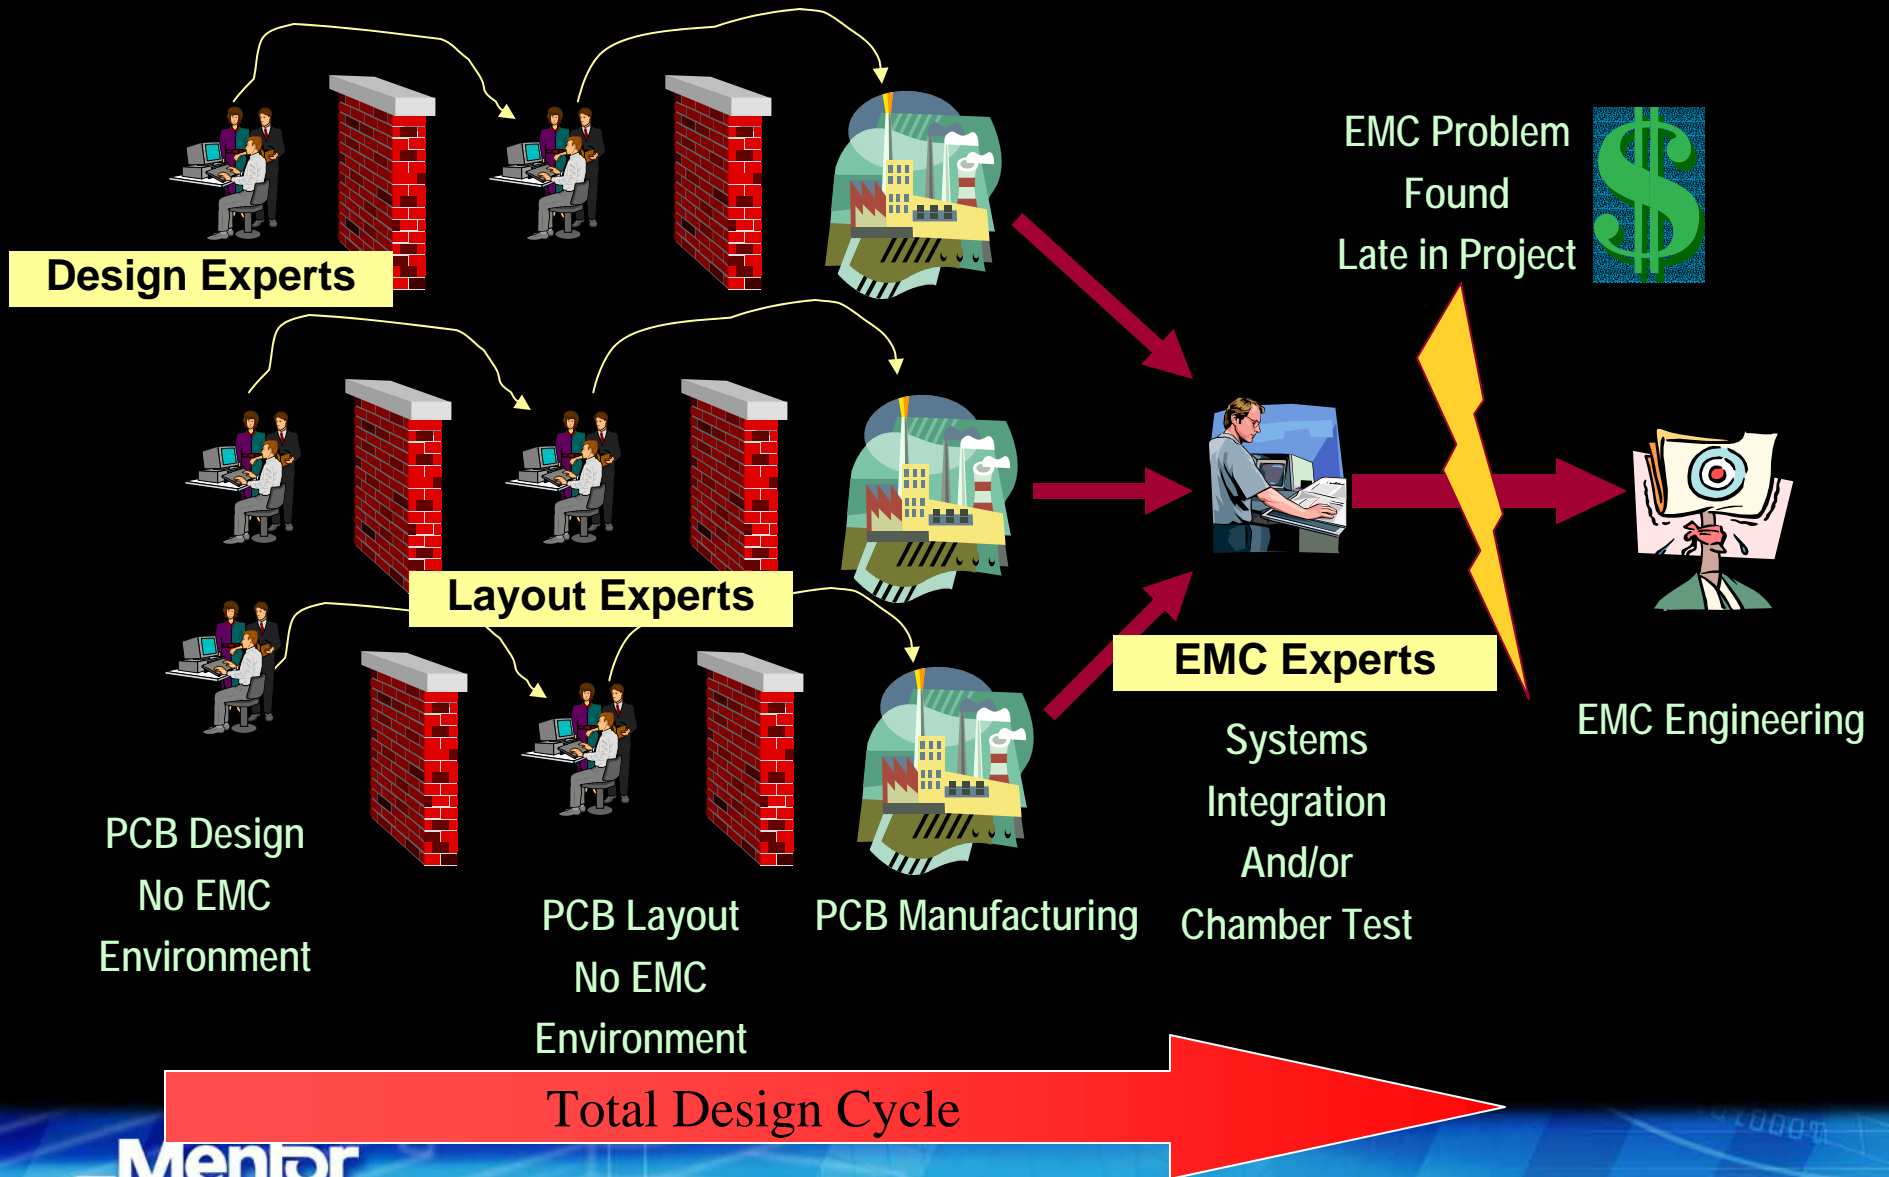 EMC Problem
Found
Late in Project
Design Experts
Layout Experts
EMC Experts
EMC Engineering
Systems
Integration
And/or
Chamber Test
PCB Design
No EMC
Environment
PCB Layout
No EMC
Environment
PCB Manufacturing
Total Design Cycle
Mentor